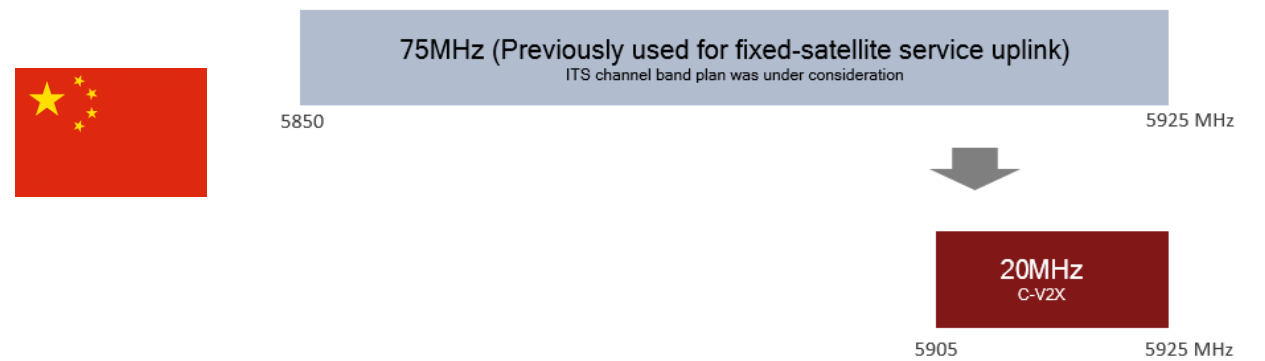 75MHz (Previously used for fixed-satellite service uplink)
ITS channel band plan was under consideration
5850
5925 MHz
20MHz
C-V2X
5905
5925 MHz